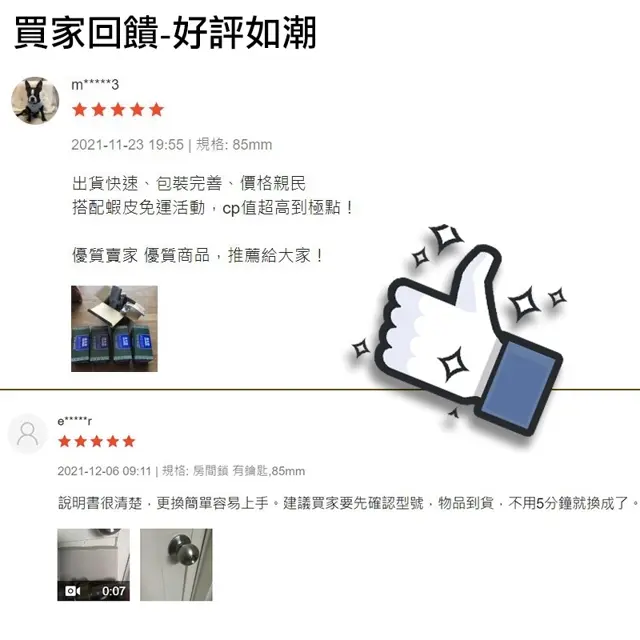 買家回饋-好評如潮
m*****3
2021-11-23 19:55 | 規格: 85mm
出貨快速、包裝完善、價格親民
搭配蝦皮免運活動，cp值超高到極點！
優質賣家 優質商品，推薦給大家！
e*****r
2021-12-06 09:11 | 規格: 房間鎖 有鑰匙,85mm
說明書很清楚，更換簡單容易上手。建議買家要先確認型號，物品到貨，不用5分鐘就換成了。
0:07